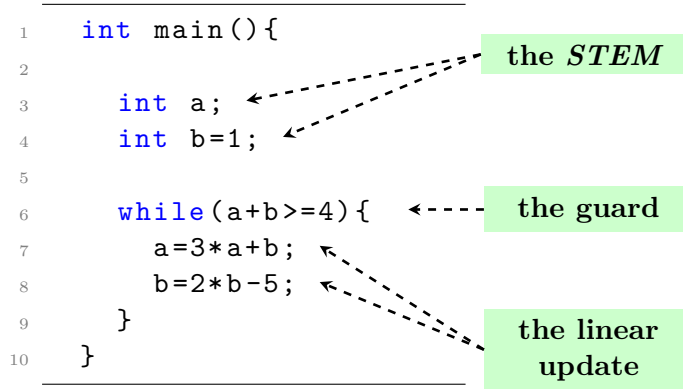 1 int main(){
the STEM
2
3 int a;
4 int b=1;
5
6 while(a+b>=4){
the guard
7 a=3*a+b;
8 b=2*b-5;
9 }
the linear
update
10 }